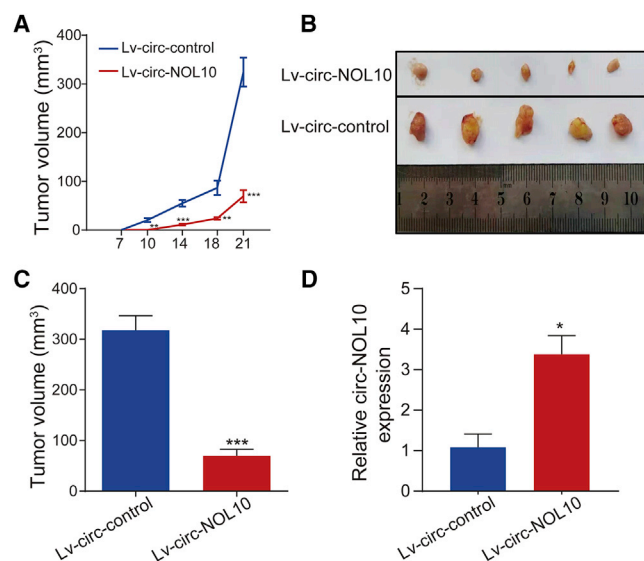 A
Tumor volume (mm³)
400
300
200
100
0
7 10 14 18 21
Lv-circ-control
Lv-circ-NOL10
**
***
**
***
B
Lv-circ-NOL10
Lv-circ-control
1 2 3 4 5 6 7 8 9 10
C
Tumor volume (mm³)
400
300
200
100
0
***
Lv-circ-control
Lv-circ-NOL10
D
Relative circ-NOL10
expression
5
4
3
2
1
0
*
Lv-circ-control
Lv-circ-NOL10